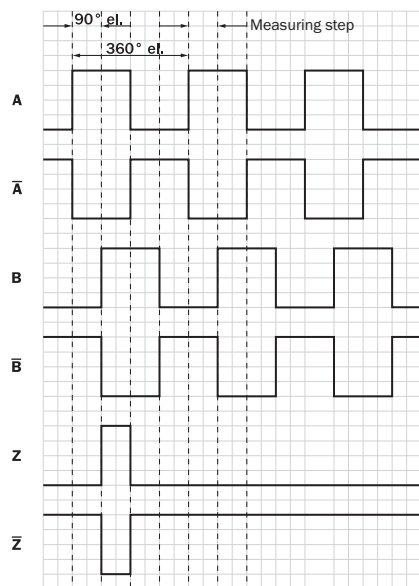 90° el.
Measuring step
360° el.
A
A̅
B
B̅
Z
Z̅